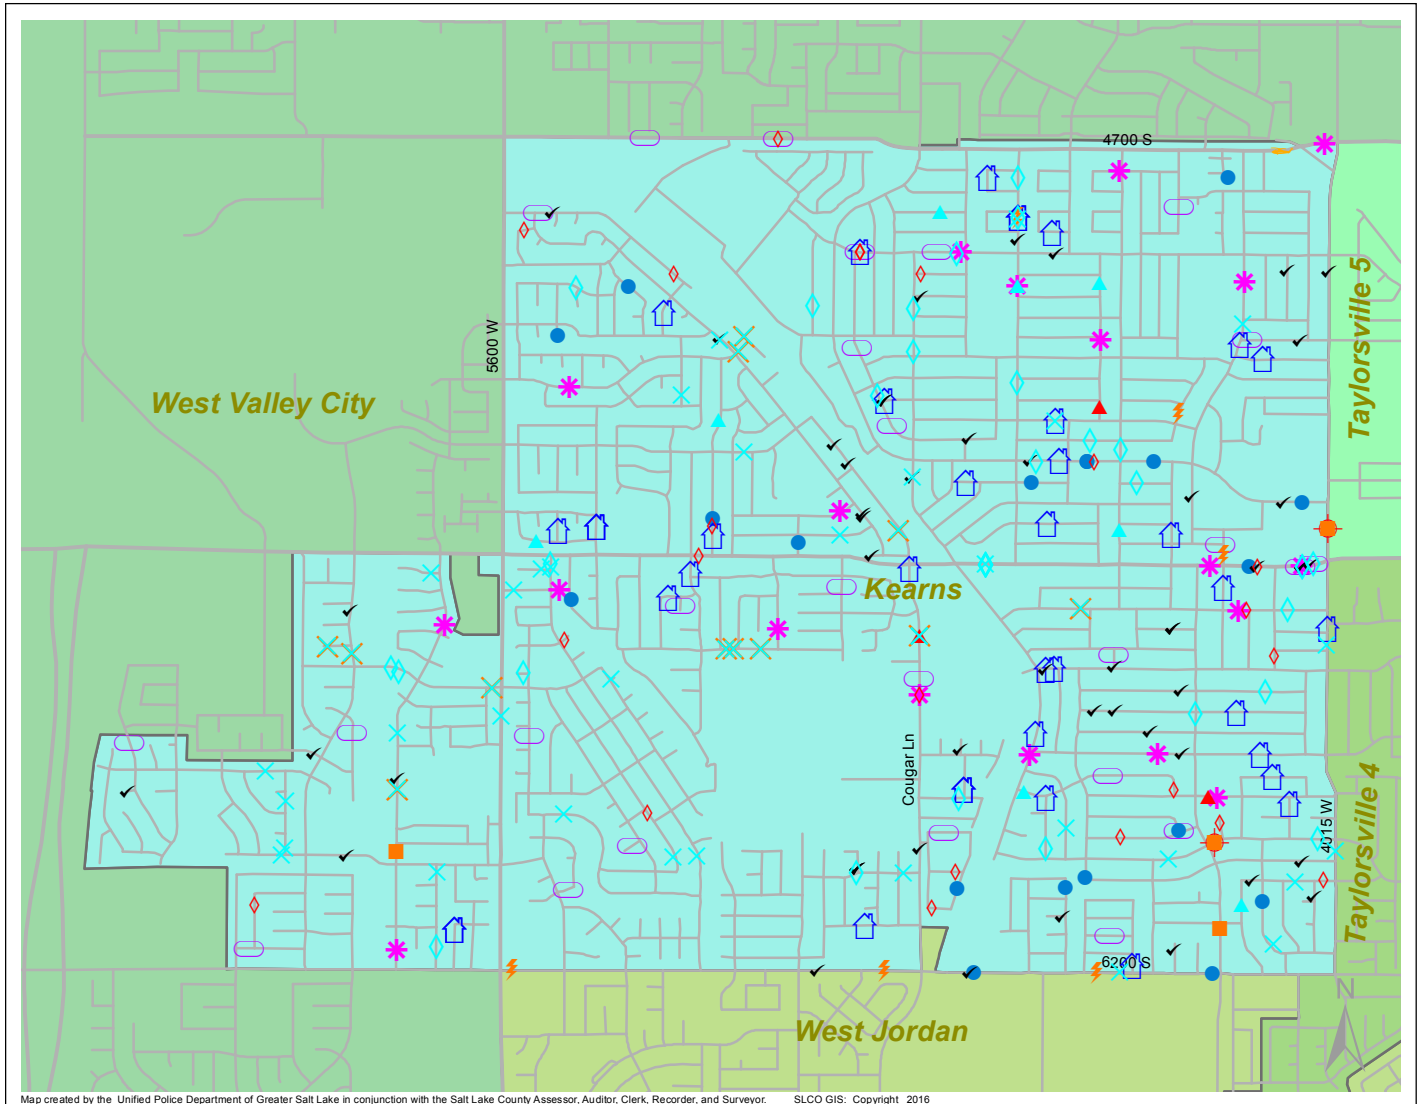 4700 S
Taylorsville 5
5600 W
West Valley City
Kearns
Cougar Ln
4015 W
Taylorsville 4
6200 S
N
West Jordan
Map created by the Unified Police Department of Greater Salt Lake in conjunction with the Salt Lake County Assessor, Auditor, Clerk, Recorder, and Surveyor. SLCO GIS: Copyright 2016